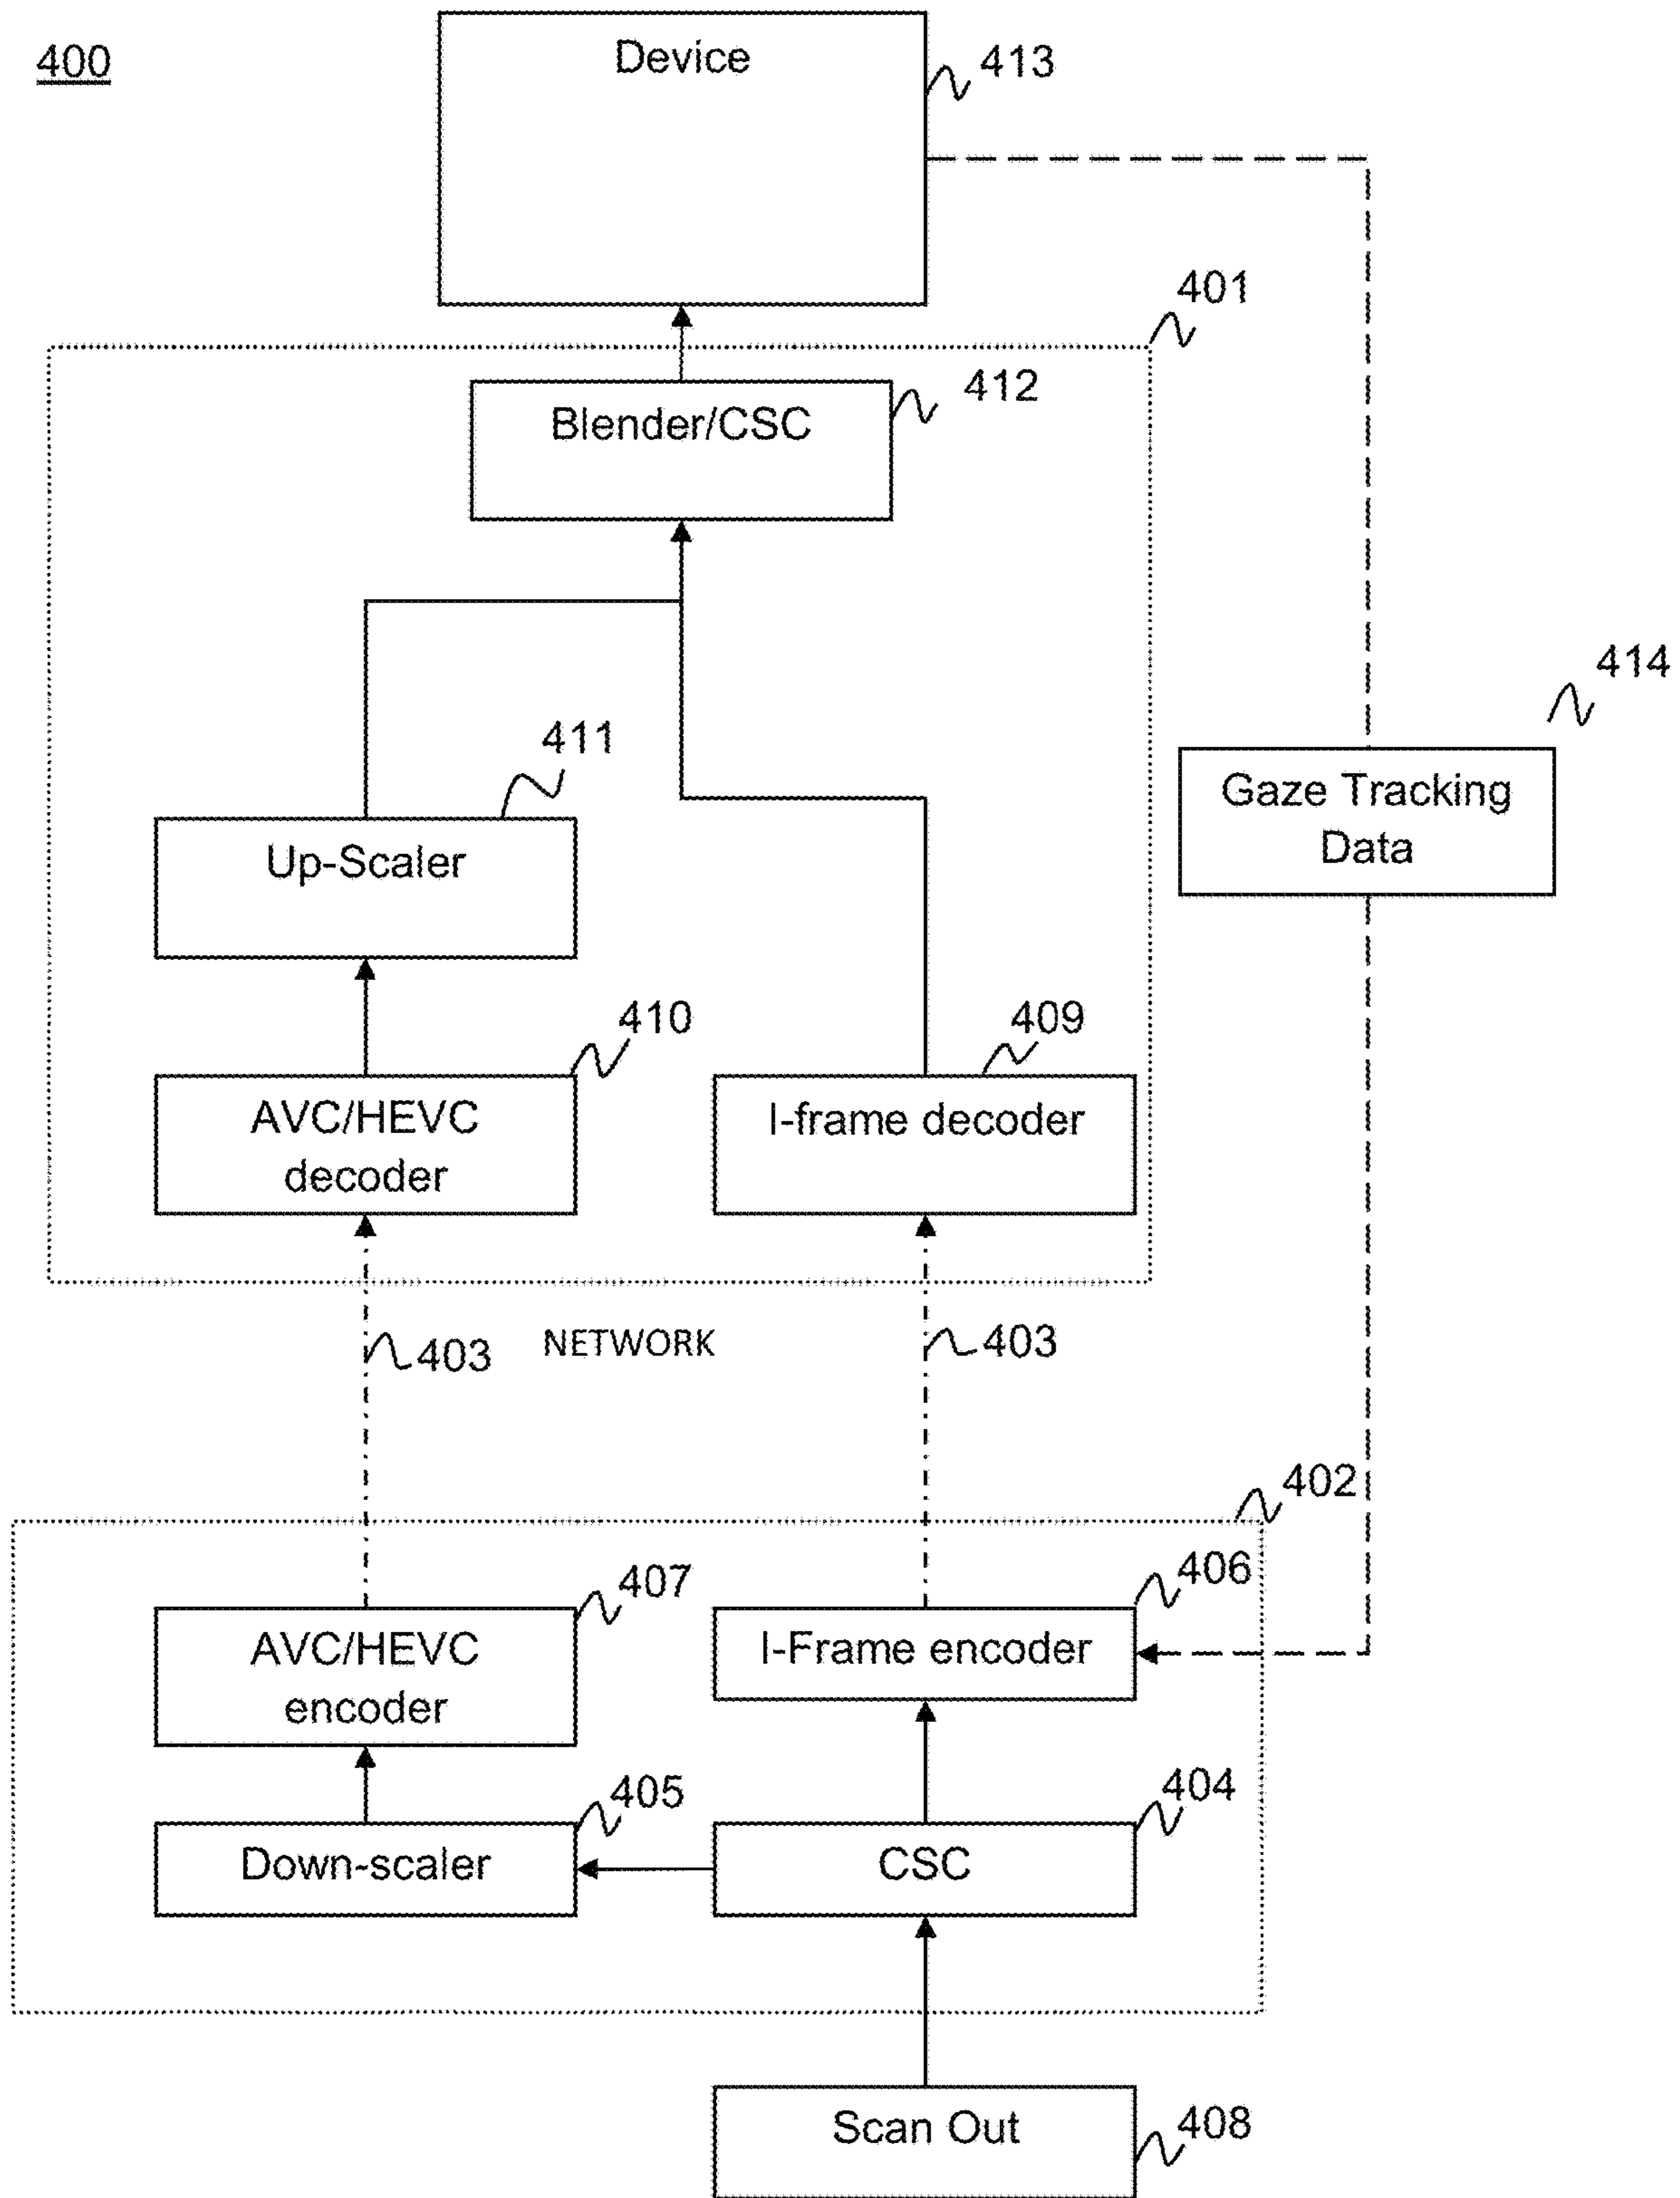 400
Device
413
401
Blender/CSC
412
414
Gaze Tracking
Data
411
Up-Scaler
410
409
AVC/HEVC
decoder
I-frame decoder
403
NETWORK
403
402
407
406
AVC/HEVC
encoder
I-Frame encoder
405
404
Down-scaler
CSC
Scan Out
408